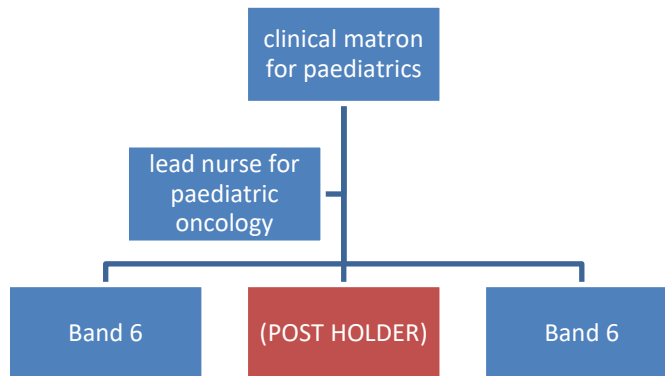 clinical matron
for paediatrics
lead nurse for
paediatric
oncology
Band 6
(POST HOLDER)
Band 6